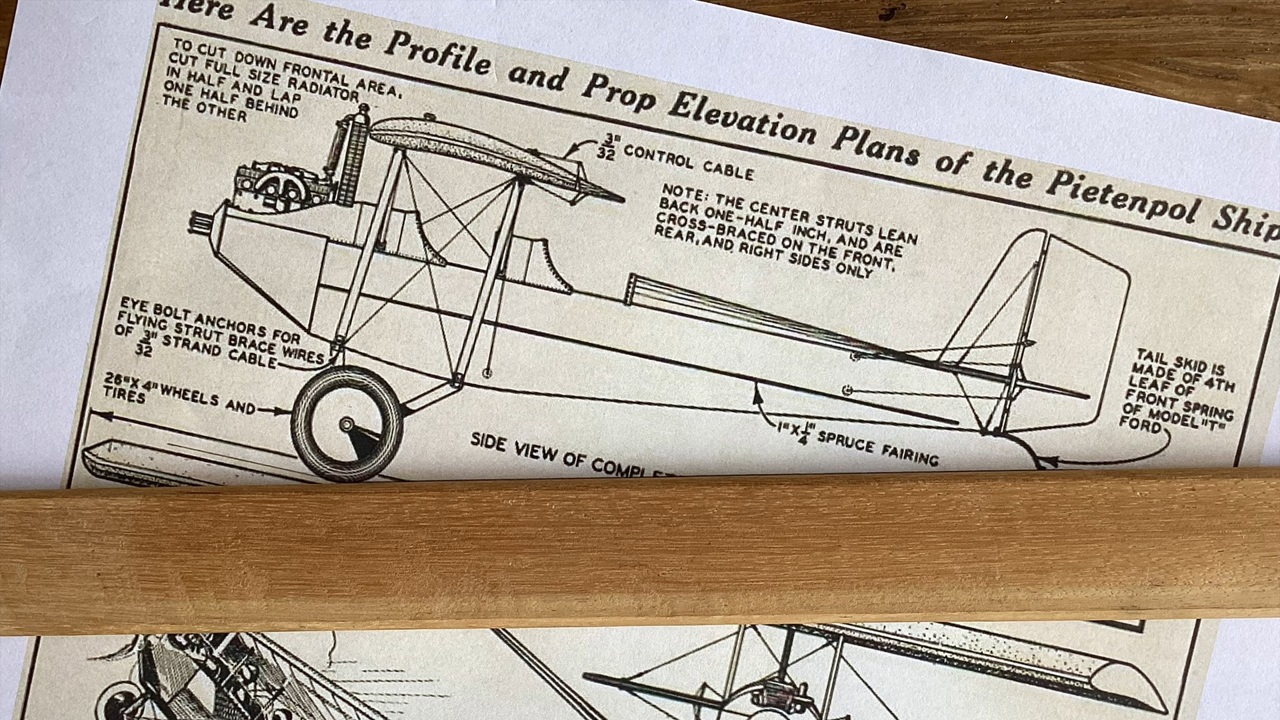 Here Are the Profile and Prop Elevation Plans of the Pietenpol Ship
TO CUT DOWN FRONTAL AREA,
CUT FULL SIZE RADIATOR
IN HALF AND LAP
ONE HALF BEHIND
THE OTHER
3/32" CONTROL CABLE
NOTE: THE CENTER STRUTS LEAN
BACK ONE-HALF INCH, AND ARE
CROSS-BRACED ON THE FRONT,
REAR, AND RIGHT SIDES ONLY
EYE BOLT ANCHORS FOR
FLYING STRUT BRACE WIRES
OF 3/32" STRAND CABLE
26"X 4" WHEELS AND
TIRES
TAIL SKID IS
MADE OF 4TH
LEAF OF
FRONT SPRING
OF MODEL "T"
FORD
1"X 1/4" SPRUCE FAIRING
SIDE VIEW OF